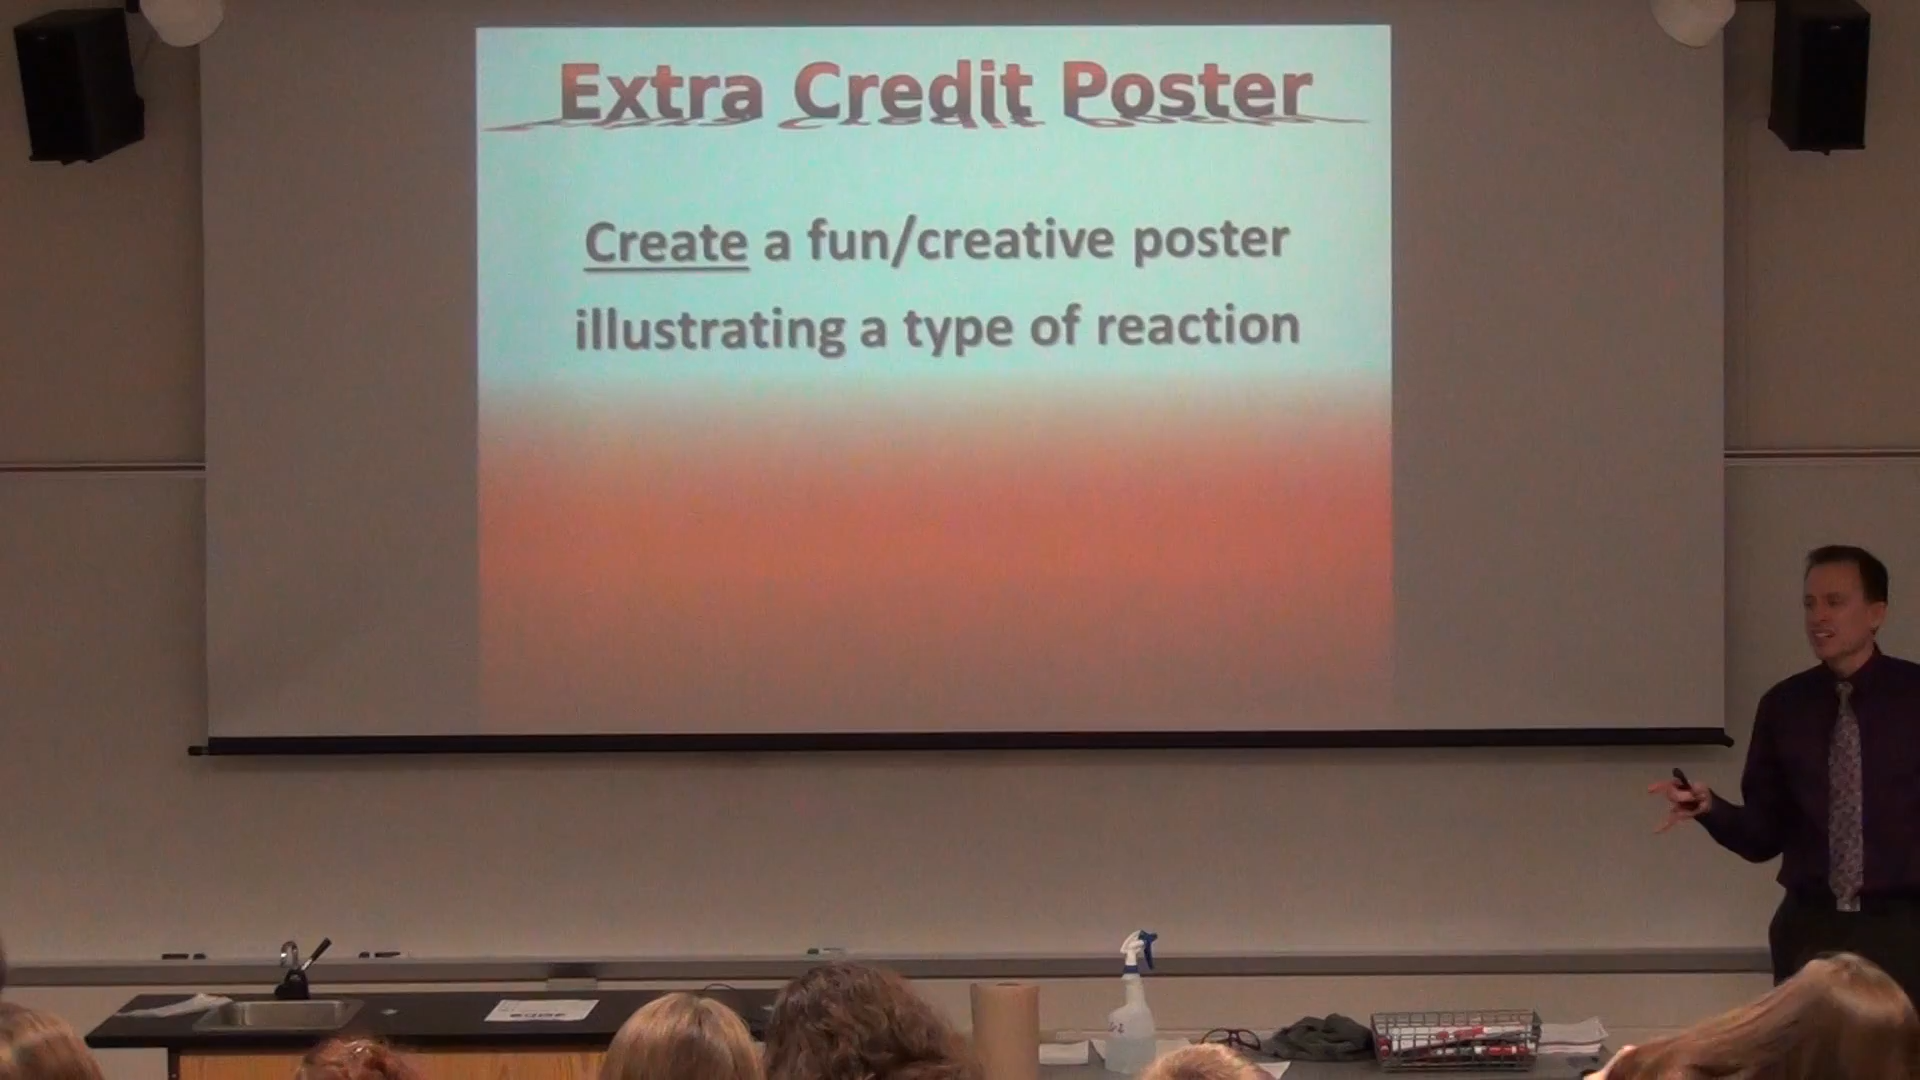 Extra Credit Poster
Create a fun/creative poster
illustrating a type of reaction